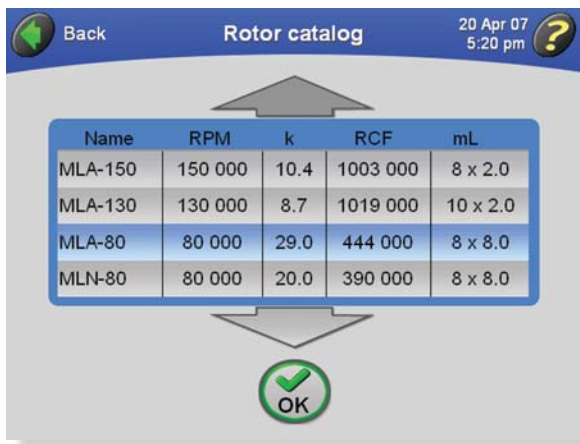 Back Rotor catalog 20 Apr 07
5:20 pm ?
Name RPM k RCF mL
MLA-150 150 000 10.4 1003 000 8 x 2.0
MLA-130 130 000 8.7 1019 000 10 x 2.0
MLA-80 80 000 29.0 444 000 8 x 8.0
MLN-80 80 000 20.0 390 000 8 x 8.0
OK